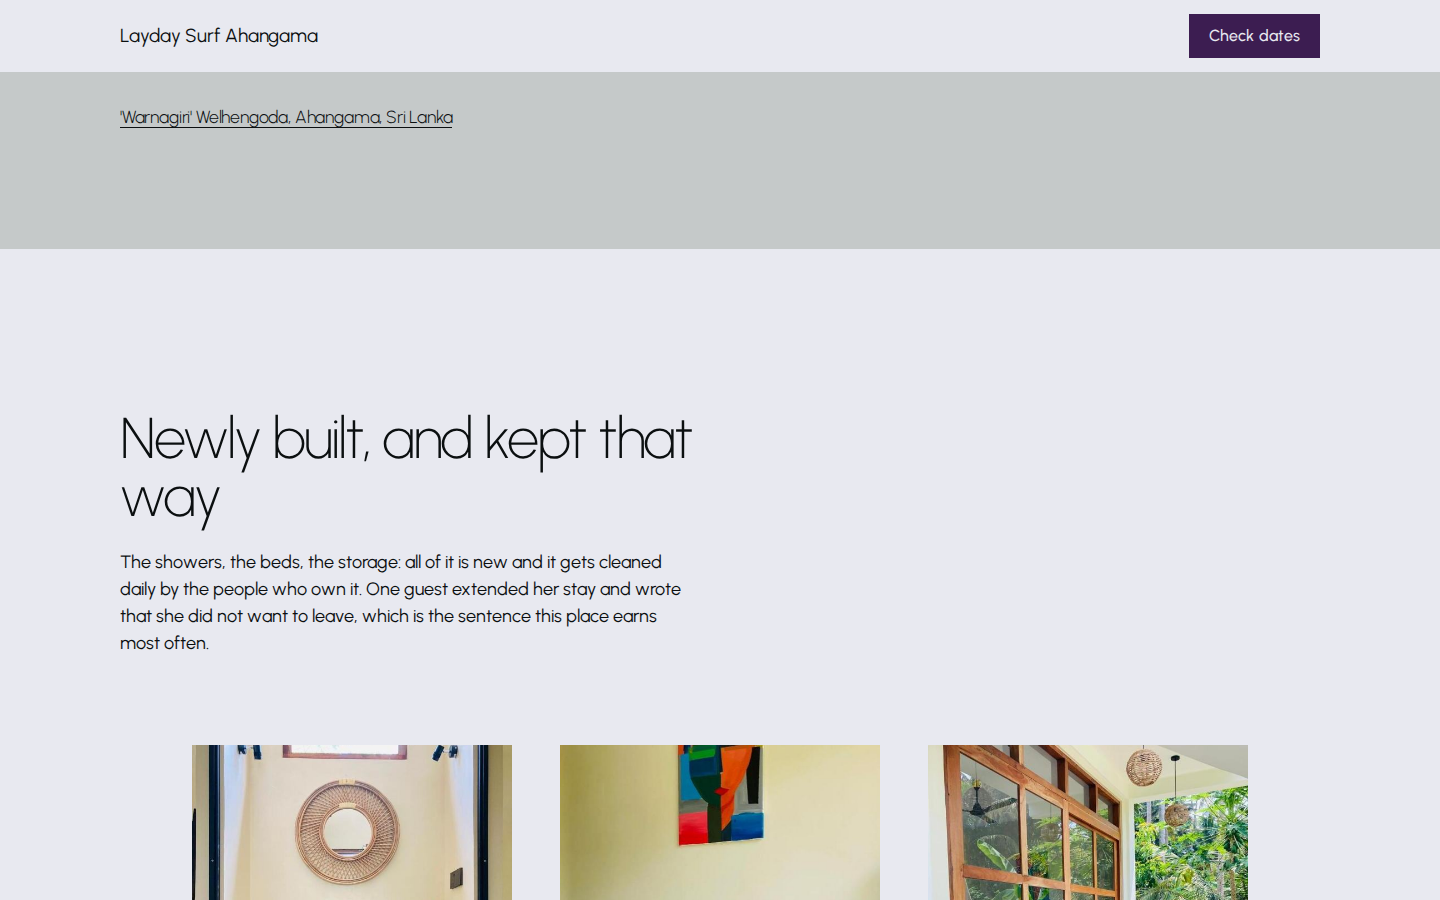 Layday Surf Ahangama
Check dates
'Warnagiri' Welhengoda, Ahangama, Sri Lanka
Newly built, and kept that
way
The showers, the beds, the storage: all of it is new and it gets cleaned
daily by the people who own it. One guest extended her stay and wrote
that she did not want to leave, which is the sentence this place earns
most often.